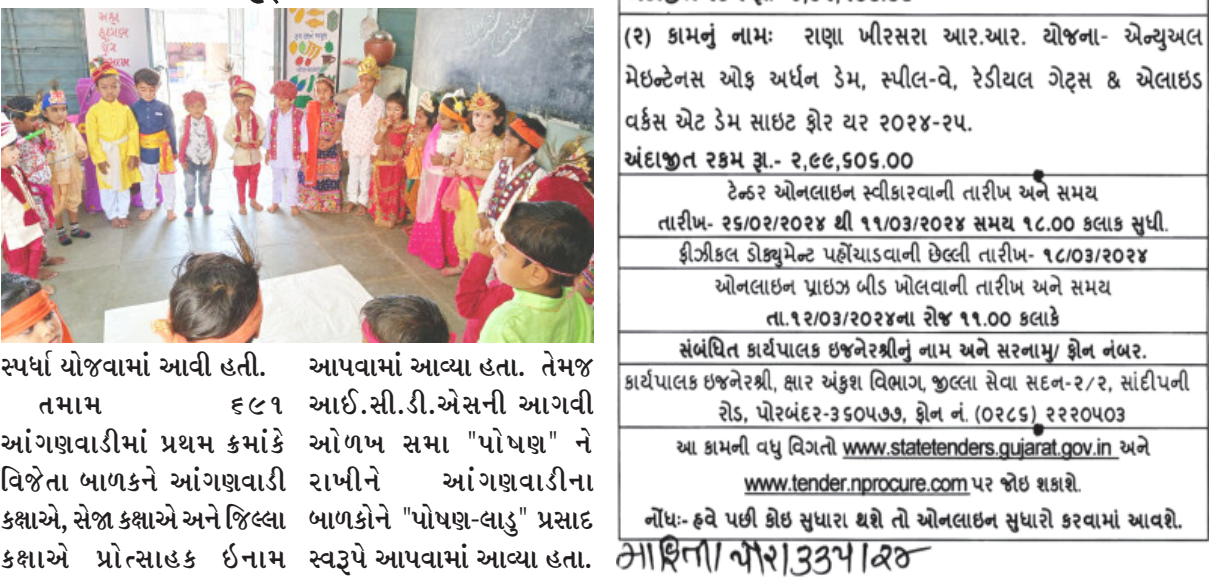 સ્પર્ધા યોજવામાં આવી હતી.
તમામ ૬૯૧
આંગણવાડીમાં પ્રથમ ક્રમાંકે
વિજેતા બાળકને આંગણવાડી
કક્ષાએ, સેજા કક્ષાએ અને જિલ્લા
કક્ષાએ પ્રોત્સાહક ઇનામ
આપવામાં આવ્યા હતા. તેમજ
આઈ.સી.ડી.એસની આગવી
ઓળખ સમા "પોષણ" ને
રાખીને આંગણવાડીના
બાળકોને "પોષણ-લાડુ" પ્રસાદ
સ્વરૂપે આપવામાં આવ્યા હતા.
(૨) કામનું નામઃ રાણા ખીરસરા આર.આર. યોજના- એન્યુઅલ
મેઇન્ટેનસ ઓફ અર્ધન ડેમ, સ્પીલ-વે, રેડીયલ ગેટ્સ & એલાઇડ
વર્કસ એટ ડેમ સાઇટ ફોર યર ૨૦૨૪-૨૫.
અંદાજીત રકમ રૂા.- ૨,૯૯,૬૦૬.૦૦
ટેન્ડર ઓનલાઇન સ્વીકારવાની તારીખ અને સમય
તારીખ- ૨૬/૦૨/૨૦૨૪ થી ૧૧/૦૩/૨૦૨૪ સમય ૧૮.૦૦ કલાક સુધી.
ફીઝીકલ ડોક્યુમેન્ટ પહોંચાડવાની છેલ્લી તારીખ- ૧૮/૦૩/૨૦૨૪
ઓનલાઇન પ્રાઇઝ બીડ ખોલવાની તારીખ અને સમય
તા.૧૨/૦૩/૨૦૨૪ના રોજ ૧૧.૦૦ કલાકે
સંબંધિત કાર્યપાલક ઇજનેરશ્રીનું નામ અને સરનામુ/ ફોન નંબર.
કાર્યપાલક ઇજનેરશ્રી, ક્ષાર અંકુશ વિભાગ, જીલ્લા સેવા સદન-૨/૨, સાંદીપની
રોડ, પોરબંદર-૩૬૦૫૭૭, ફોન નં. (૦૨૮૬) ૨૨૨૦૫૦૩
આ કામની વધુ વિગતો www.statetenders.gujarat.gov.in અને
www.tender.nprocure.com પર જોઇ શકાશે.
નોંધઃ- હવે પછી કોઇ સુધારા થશે તો ઓનલાઇન સુધારો કરવામાં આવશે.
માહિતી/પોર/૩૩૫/૨૪